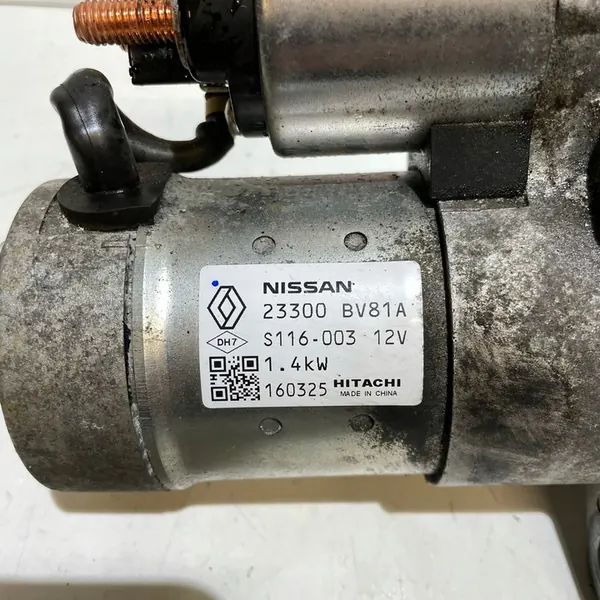 NISSAN
23300 BV81A
DH7
S116-003 12V
1.4kW
160325 HITACHI
MADE IN CHINA